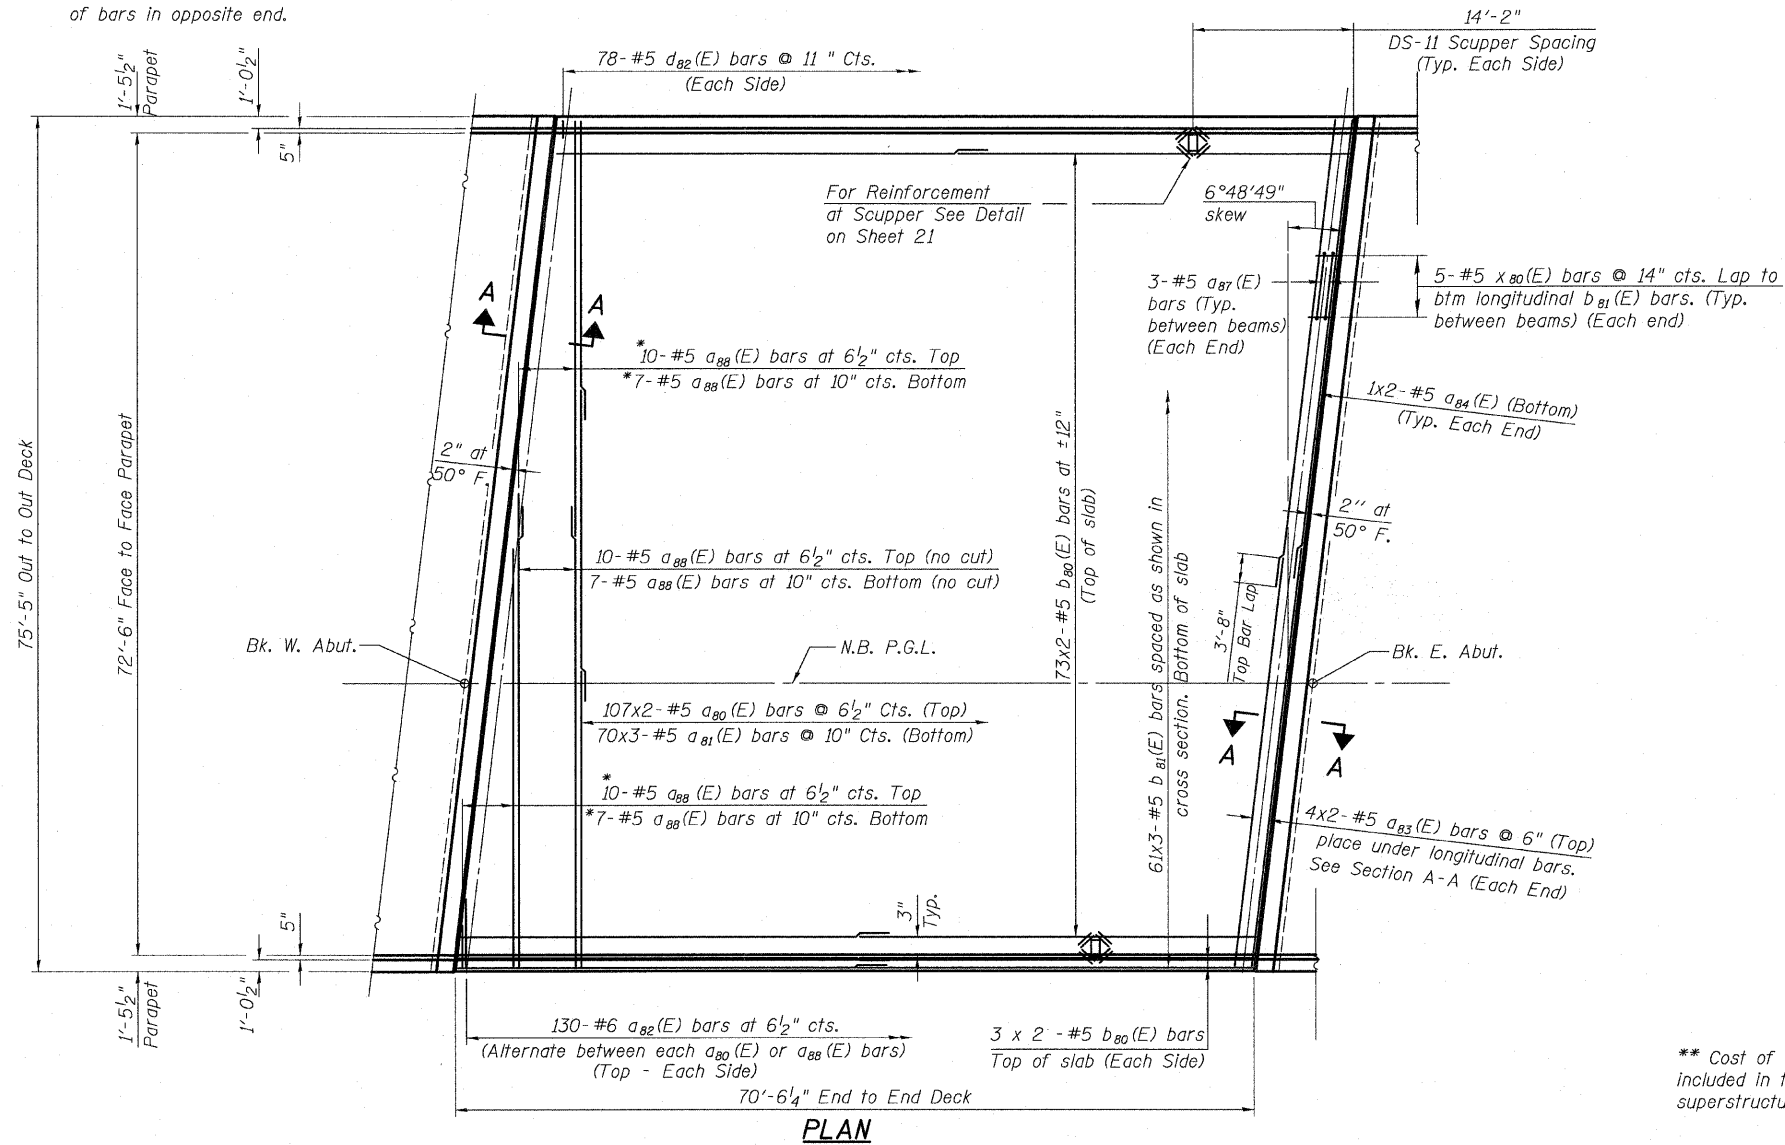 of bars in opposite end.
14'-2"
DS-11 Scupper Spacing
(Typ. Each Side)
78-#5 d82(E) bars @ 11 " Cts.
(Each Side)
1'-5½"
Parapet
1'-0½"
5"
For Reinforcement
at Scupper See Detail
on Sheet 21
6°48'49"
skew
3-#5 a87(E)
bars (Typ.
between beams)
(Each End)
5-#5 x80(E) bars @ 14" cts. Lap to
btm longitudinal b81(E) bars. (Typ.
between beams) (Each end)
A
A
*10-#5 a88(E) bars at 6½" cts. Top
*7-#5 a88(E) bars at 10" cts. Bottom
1x2-#5 a84(E) (Bottom)
(Typ. Each End)
75'-5" Out to Out Deck
72'-6" Face to Face Parapet
2" at
50° F.
73x2-#5 b80(E) bars at ±12"
(Top of slab)
61x3-#5 b81(E) bars spaced as shown in
cross section. Bottom of slab
2" at
50° F.
10-#5 a88(E) bars at 6½" cts. Top (no cut)
7-#5 a88(E) bars at 10" cts. Bottom (no cut)
3'-8"
Top Bar Lap
Bk. W. Abut.
N.B. P.G.L.
Bk. E. Abut.
107x2-#5 a80(E) bars @ 6½" Cts. (Top)
70x3-#5 a81(E) bars @ 10" Cts. (Bottom)
A
A
*10-#5 a88 (E) bars at 6½" cts. Top
*7-#5 a88(E) bars at 10" cts. Bottom
4x2-#5 a83(E) bars @ 6" (Top)
place under longitudinal bars.
See Section A-A (Each End)
5"
3"
Typ.
1'-5½"
Parapet
1'-0½"
130-#6 a82(E) bars at 6½" cts.
(Alternate between each a80(E) or a88(E) bars)
(Top - Each Side)
3 x 2 -#5 b80(E) bars
Top of slab (Each Side)
70'-6¼" End to End Deck
PLAN
** Cost of
included in
superstructu